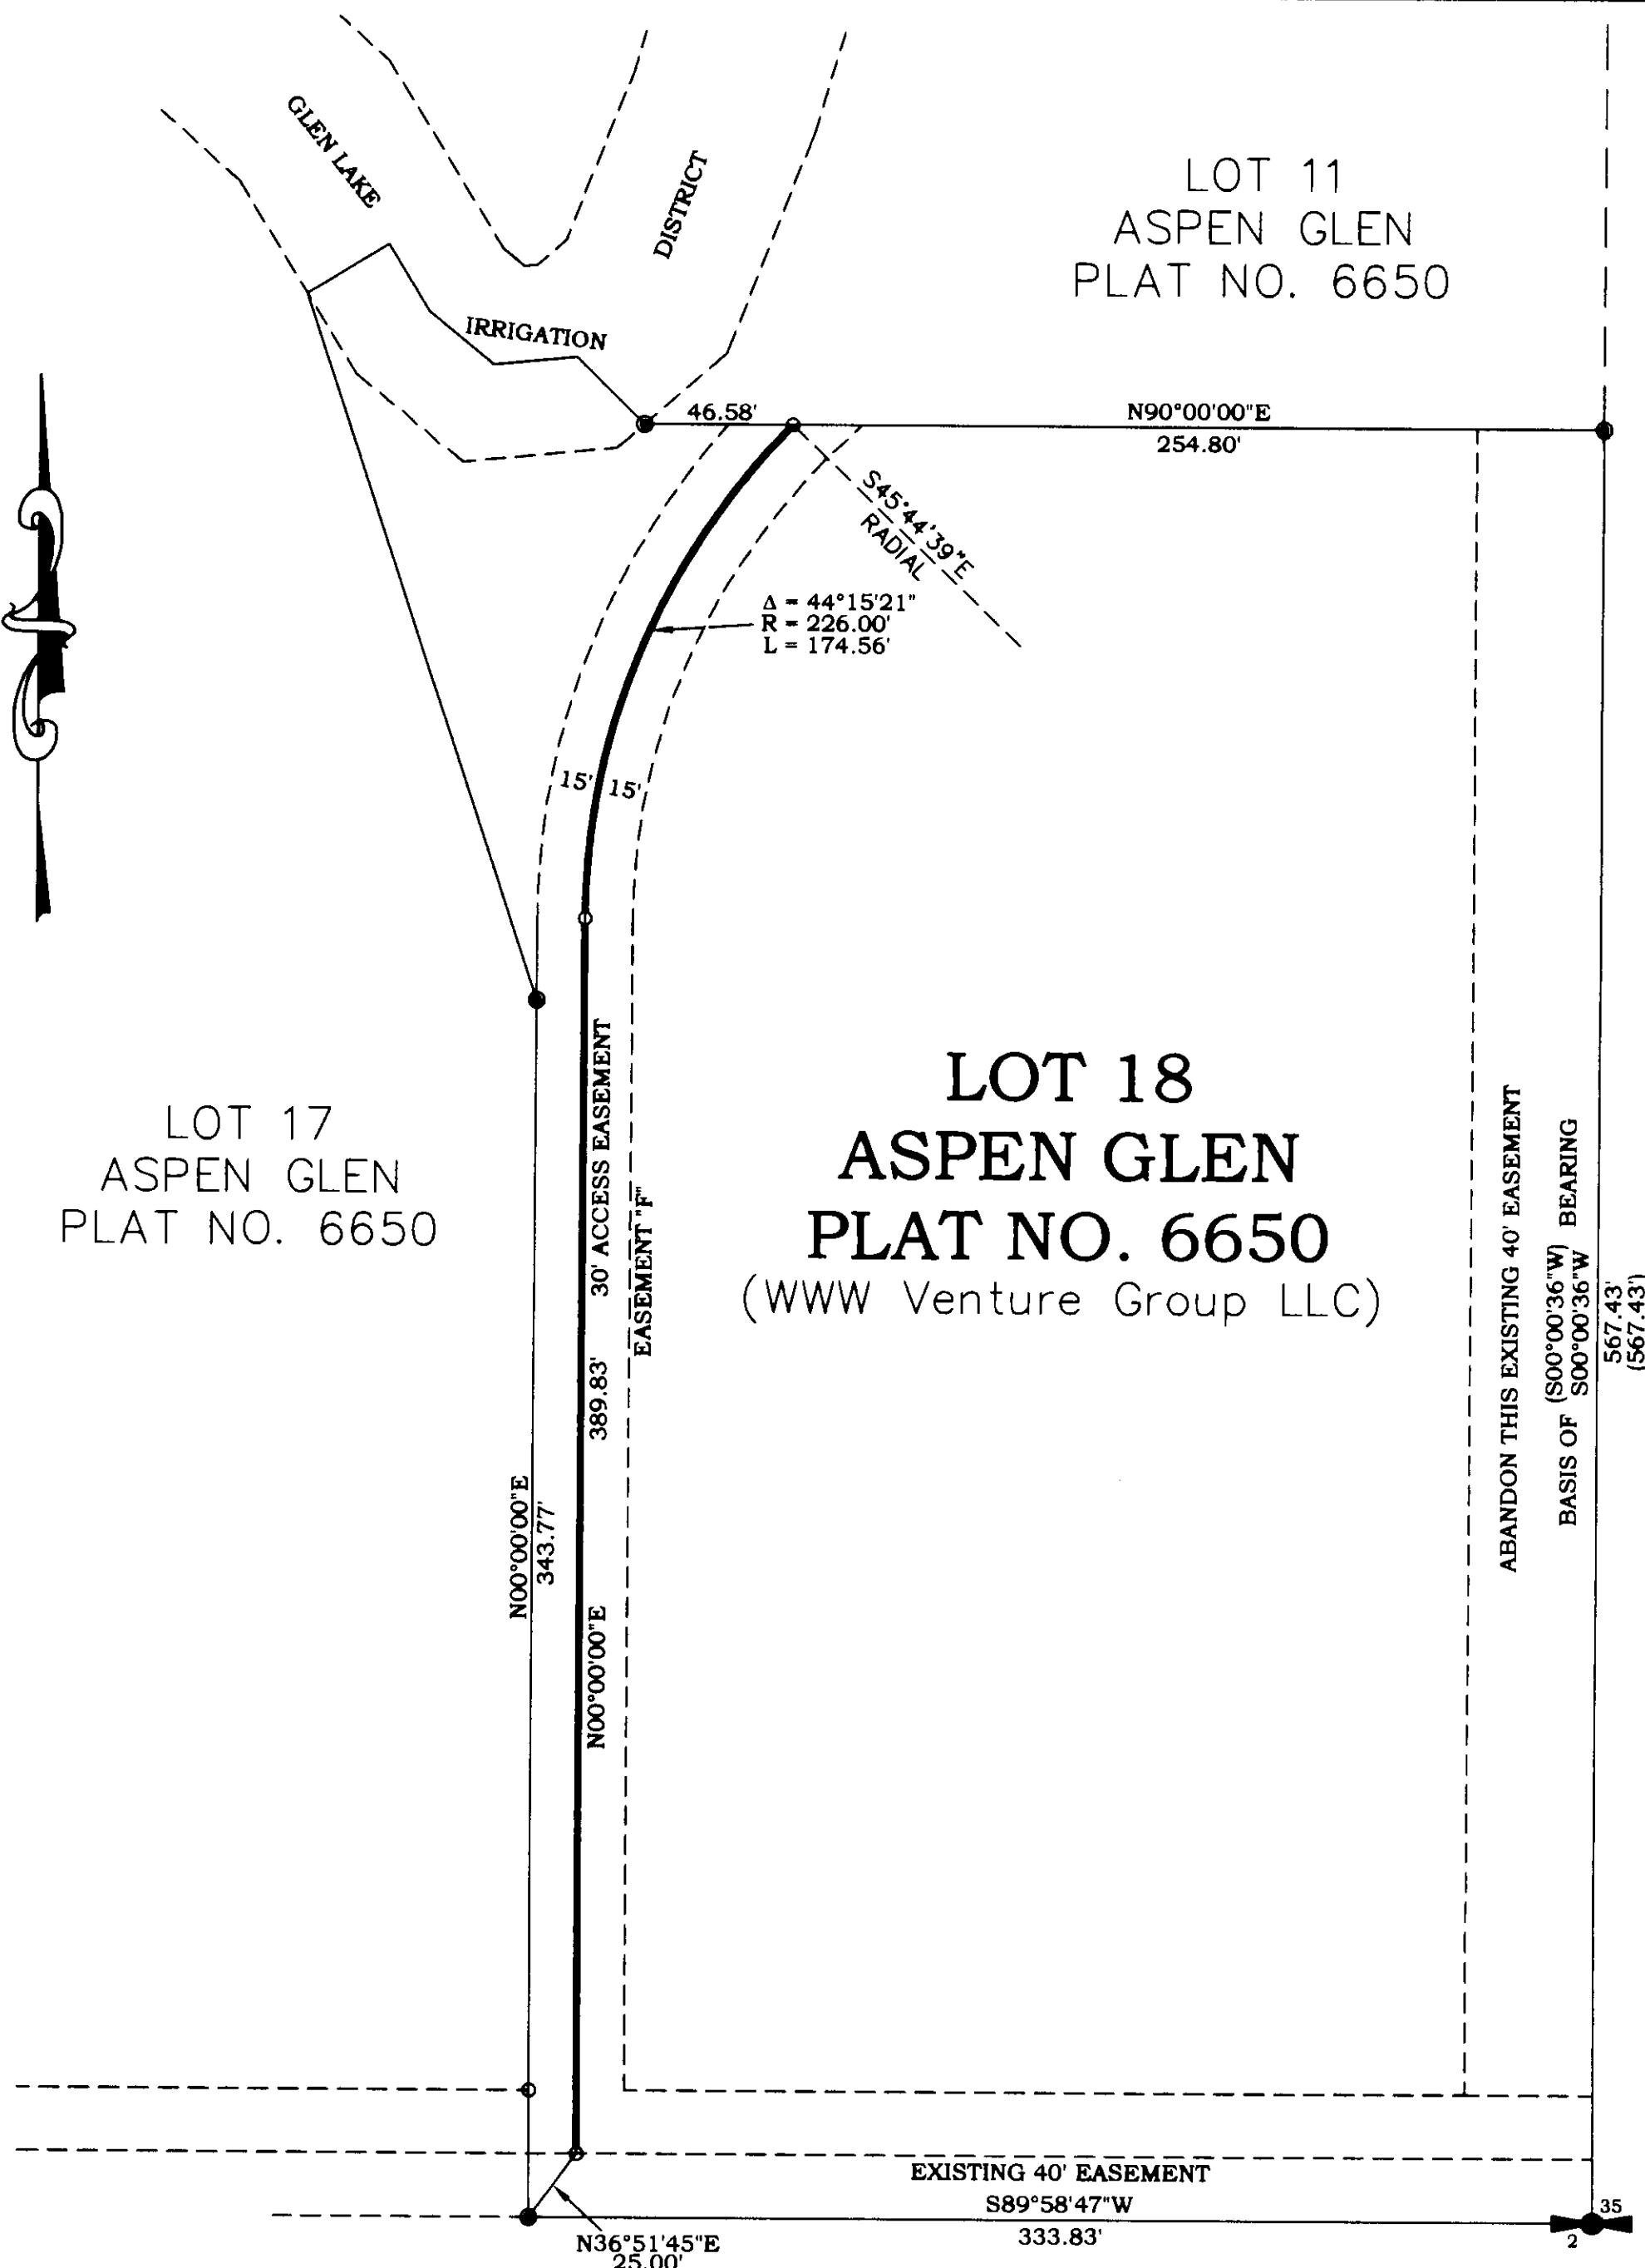 GLEN LAKE
DISTRICT
IRRIGATION
LOT 11
ASPEN GLEN
PLAT NO. 6650
46.58'
N90°00'00"E
254.80'
S45°44'39"E
RADIAL
Δ = 44°15'21"
R = 226.00'
L = 174.56'
15' 15'
LOT 17
ASPEN GLEN
PLAT NO. 6650
30' ACCESS EASEMENT
EASEMENT "F"
389.83'
N00°00'00"E
N00°00'00"E
343.77'
LOT 18
ASPEN GLEN
PLAT NO. 6650
(WWW Venture Group LLC)
ABANDON THIS EXISTING 40' EASEMENT
BASIS OF BEARING
(S00°00'36"W)
S00°00'36"W
567.43'
(567.43')
EXISTING 40' EASEMENT
S89°58'47"W
333.83'
N36°51'45"E
25.00'
35
2